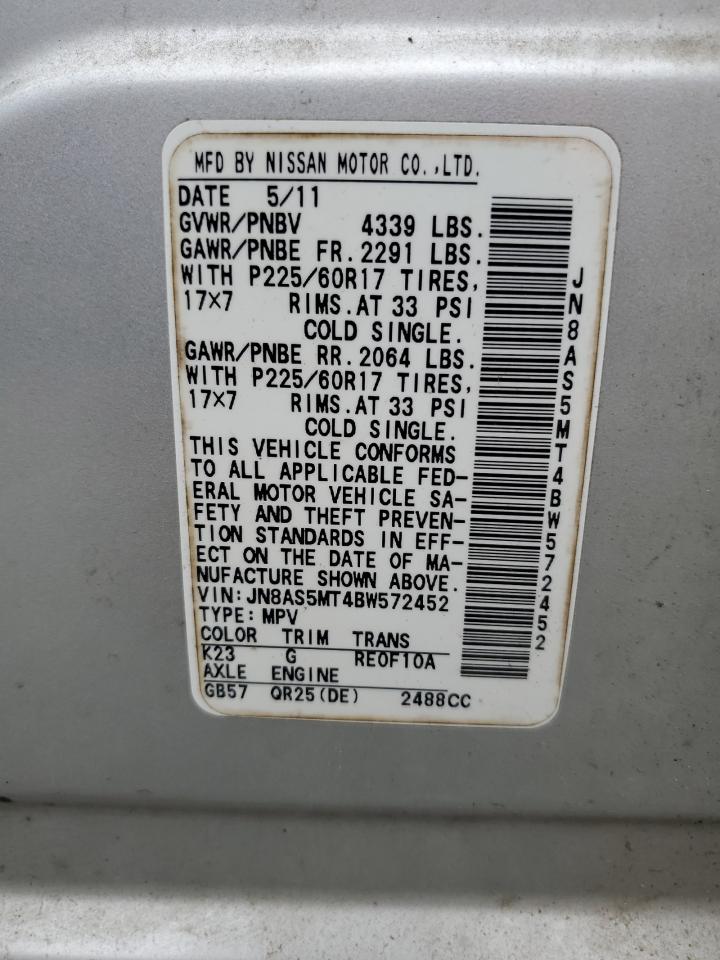 MFD BY NISSAN MOTOR CO.,LTD.
DATE 5/11
GVWR/PNBV 4339 LBS.
GAWR/PNBE FR.2291 LBS.
WITH P225/60R17 TIRES,
17×7 RIMS.AT 33 PSI
COLD SINGLE.
GAWR/PNBE RR.2064 LBS.
WITH P225/60R17 TIRES,
17×7 RIMS.AT 33 PSI
COLD SINGLE.
THIS VEHICLE CONFORMS
TO ALL APPLICABLE FED-
ERAL MOTOR VEHICLE SA-
FETY AND THEFT PREVEN-
TION STANDARDS IN EFF-
ECT ON THE DATE OF MA-
NUFACTURE SHOWN ABOVE.
VIN:JN8AS5MT4BW572452
TYPE:MPV
COLOR TRIM TRANS
K23 G RE0F10A
AXLE ENGINE
GB57 QR25(DE) 2488CC
JN8AS5MT4BW572452